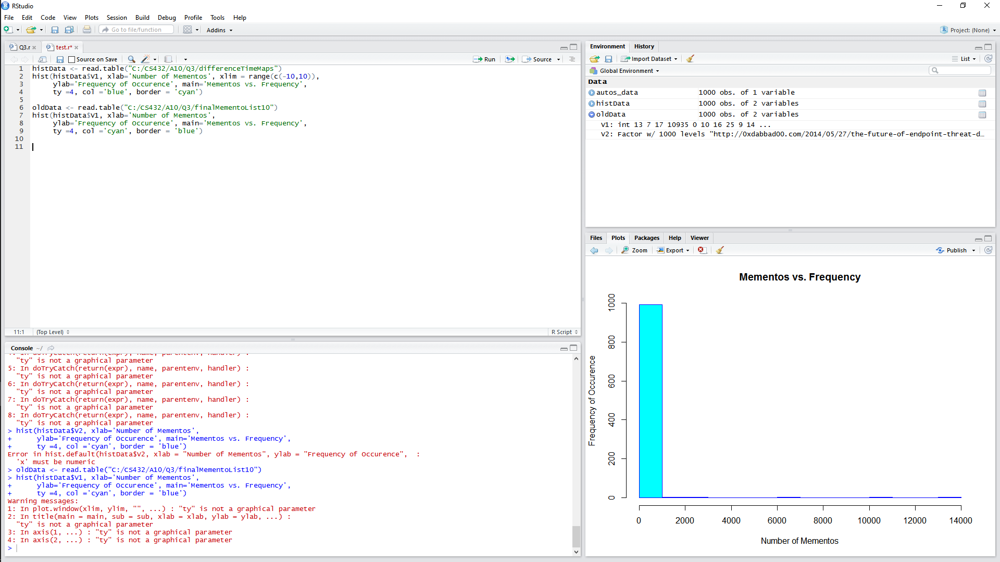 RStudio
File Edit Code View Plots Session Build Debug Profile Tools Help
Go to file/function Addins Project: (None)
Q3.r test.r*
Source on Save Run Source
1 histData <- read.table("C:/CS432/A10/Q3/differenceTimeMaps")
2 hist(histData$V1, xlab='Number of Mementos', xlim = range(c(-10,10)),
3 ylab='Frequency of Occurence', main='Mementos vs. Frequency',
4 ty =4, col ='blue', border = 'cyan')
5
6 oldData <- read.table("C:/CS432/A10/Q3/finalMementoList10")
7 hist(histData$V1, xlab='Number of Mementos',
8 ylab='Frequency of Occurence', main='Mementos vs. Frequency',
9 ty =4, col ='cyan', border = 'blue')
10
11
11:1 (Top Level) R Script
Console ~/
"ty" is not a graphical parameter
5: In doTryCatch(return(expr), name, parentenv, handler) :
"ty" is not a graphical parameter
6: In doTryCatch(return(expr), name, parentenv, handler) :
"ty" is not a graphical parameter
7: In doTryCatch(return(expr), name, parentenv, handler) :
"ty" is not a graphical parameter
8: In doTryCatch(return(expr), name, parentenv, handler) :
"ty" is not a graphical parameter
> hist(histData$V2, xlab='Number of Mementos',
+ ylab='Frequency of Occurence', main='Mementos vs. Frequency',
+ ty =4, col ='cyan', border = 'blue')
Error in hist.default(histData$V2, xlab = "Number of Mementos", ylab = "Frequency of Occurence", :
'x' must be numeric
> oldData <- read.table("C:/CS432/A10/Q3/finalMementoList10")
> hist(histData$V1, xlab='Number of Mementos',
+ ylab='Frequency of Occurence', main='Mementos vs. Frequency',
+ ty =4, col ='cyan', border = 'blue')
Warning messages:
1: In plot.window(xlim, ylim, "", ...) : "ty" is not a graphical parameter
2: In title(main = main, sub = sub, xlab = xlab, ylab = ylab, ...) :
"ty" is not a graphical parameter
3: In axis(1, ...) : "ty" is not a graphical parameter
4: In axis(2, ...) : "ty" is not a graphical parameter
>
Environment History
Import Dataset List
Global Environment
Data
autos_data 1000 obs. of 1 variable
histData 1000 obs. of 2 variables
oldData 1000 obs. of 2 variables
V1: int 13 7 17 10935 0 10 16 25 9 14 ...
V2: Factor w/ 1000 levels "http://0xdabbad00.com/2014/05/27/the-future-of-endpoint-threat-d…
Files Plots Packages Help Viewer
Zoom Export Publish
Mementos vs. Frequency
Frequency of Occurence
1000
800
600
400
200
0
0 2000 4000 6000 8000 10000 12000 14000
Number of Mementos